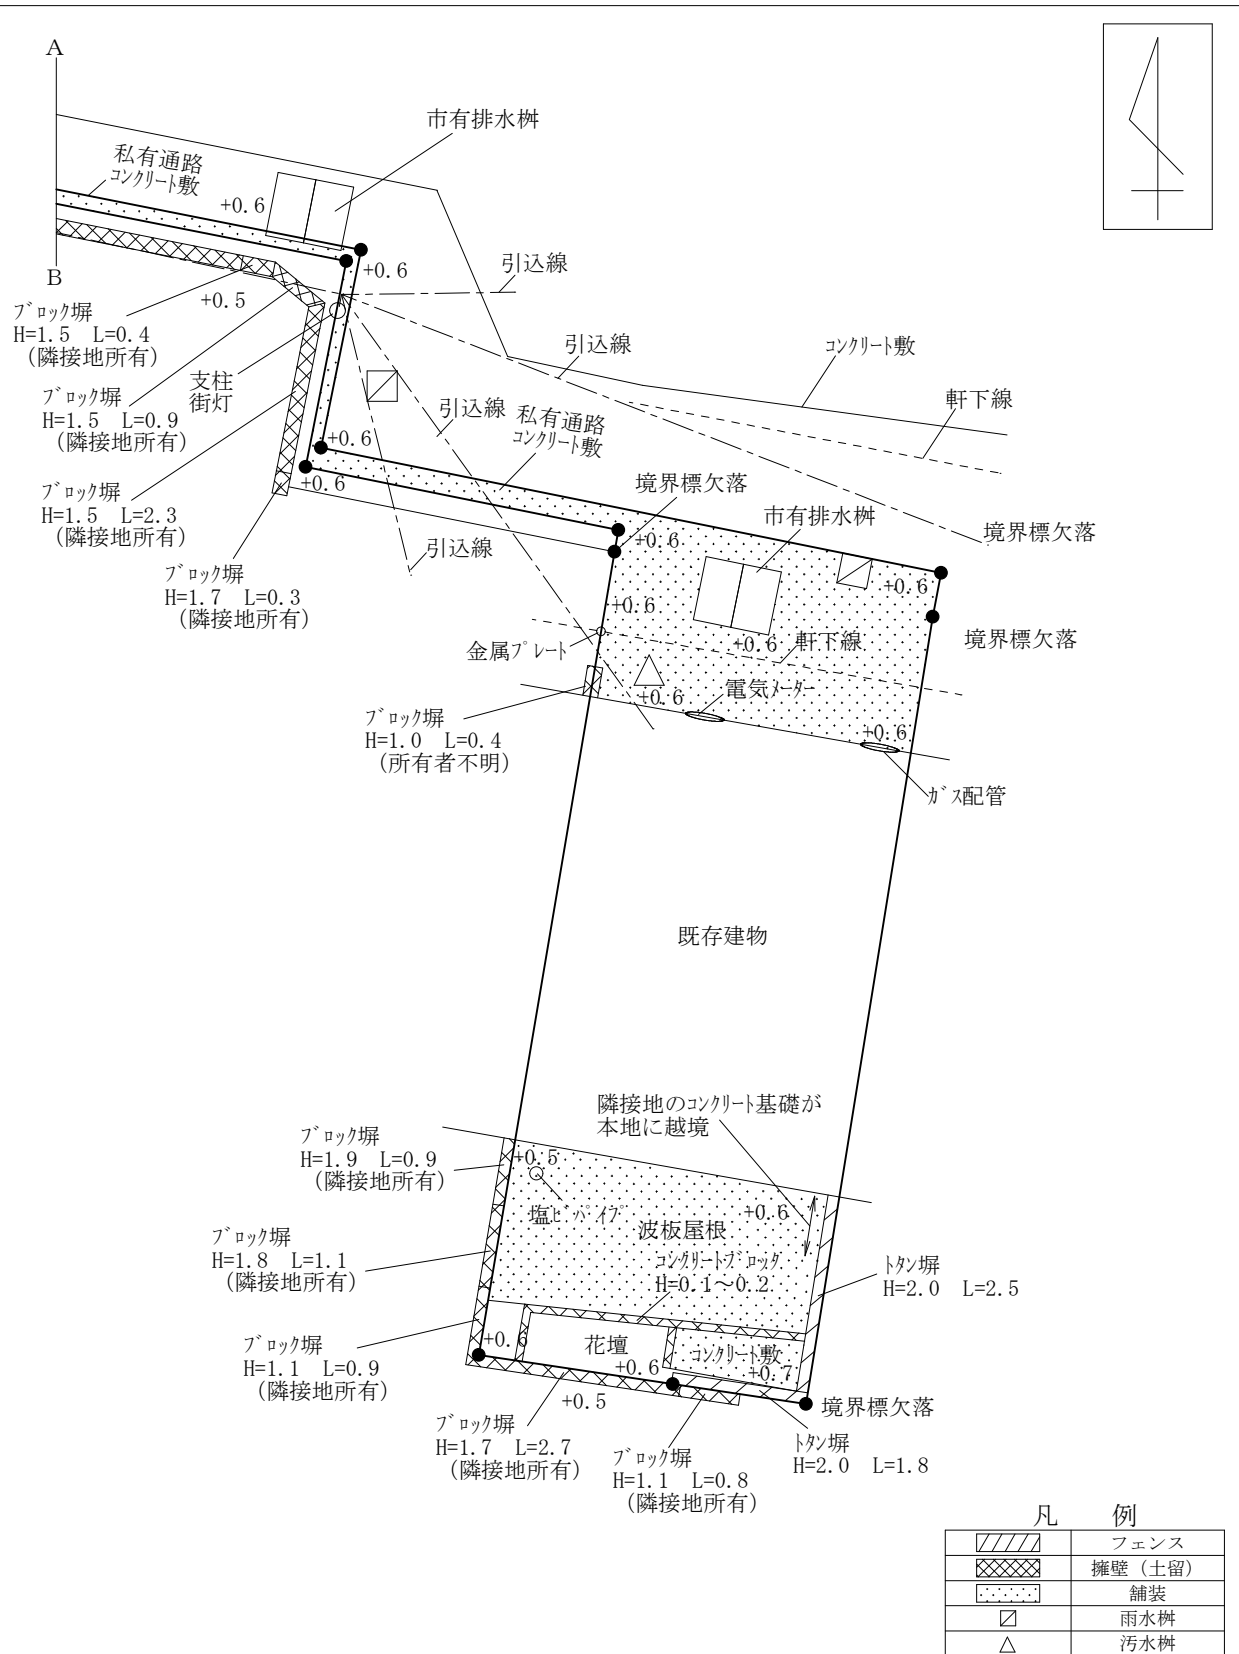 A
市有排水桝
私有通路
コンクリート敷
+0.6
B
+0.6
引込線
+0.5
ブロック塀
H=1.5 L=0.4
(隣接地所有)
引込線
コンクリート敷
支柱
街灯
ブロック塀
H=1.5 L=0.9
(隣接地所有)
引込線
私有通路
コンクリート敷
軒下線
+0.6
+0.6
境界標欠落
ブロック塀
H=1.5 L=2.3
(隣接地所有)
市有排水桝
境界標欠落
引込線
+0.6
ブロック塀
H=1.7 L=0.3
(隣接地所有)
+0.6
+0.6
金属プレート
+0.6
軒下線
境界標欠落
+0.6
電気メーター
ブロック塀
H=1.0 L=0.4
(所有者不明)
+0.6
ガス配管
既存建物
隣接地のコンクリート基礎が
本地に越境
ブロック塀
H=1.9 L=0.9
(隣接地所有)
+0.5
塩ビパイプ
+0.6
波板屋根
ブロック塀
H=1.8 L=1.1
(隣接地所有)
コンクリートブロック
H=0.1~0.2
トタン塀
H=2.0 L=2.5
ブロック塀
H=1.1 L=0.9
(隣接地所有)
+0.6
花壇
コンクリート敷
+0.6
+0.7
+0.5
境界標欠落
ブロック塀
H=1.7 L=2.7
(隣接地所有)
ブロック塀
H=1.1 L=0.8
(隣接地所有)
トタン塀
H=2.0 L=1.8
凡 例
フェンス
擁壁(土留)
舗装
雨水桝
汚水桝